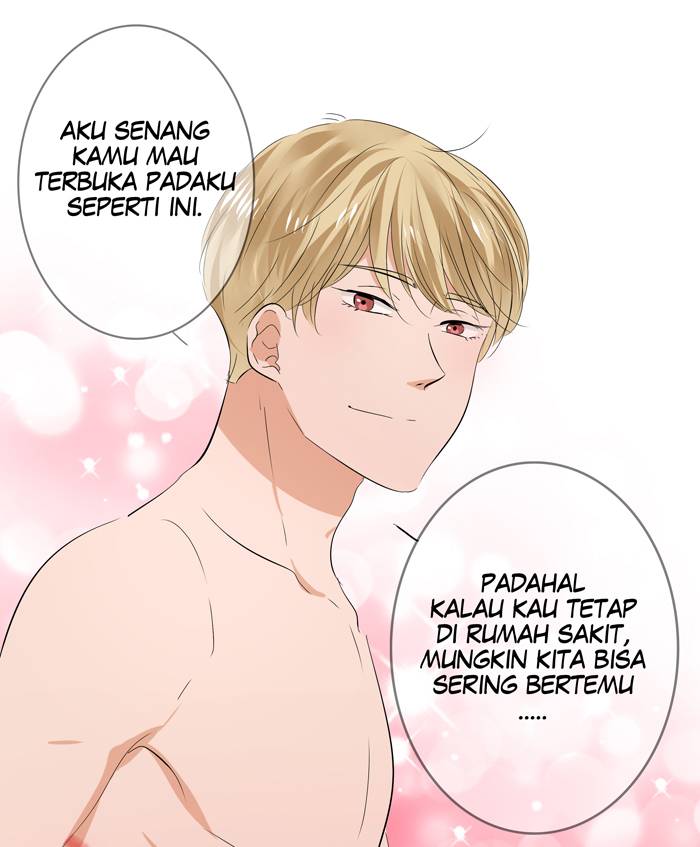 AKU SENANG
KAMU MAU
TERBUKA PADAKU
SEPERTI INI.
PADAHAL
KALAU KAU TETAP
DI RUMAH SAKIT,
MUNGKIN KITA BISA
SERING BERTEMU
.....